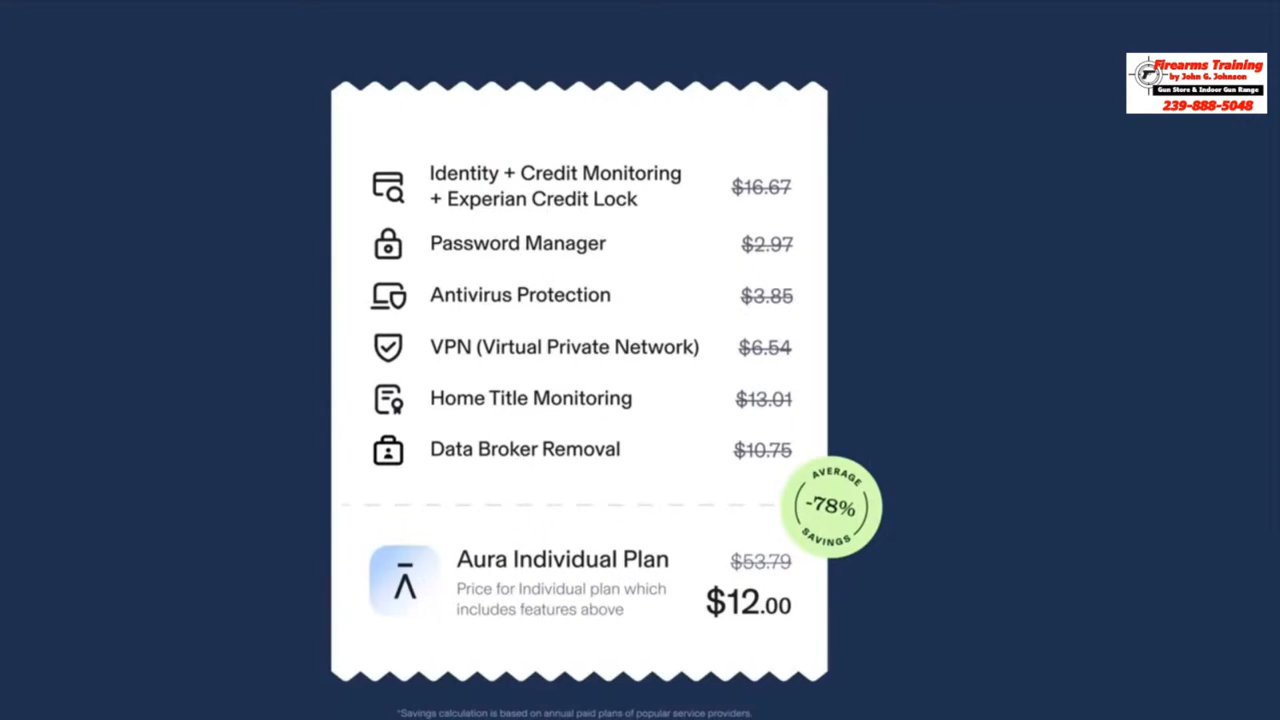 Firearms Training
by John G. Johnson
Gun Store & Indoor Gun Range
239-888-5048
Identity + Credit Monitoring
+ Experian Credit Lock
$16.67
Password Manager
$2.97
Antivirus Protection
$3.85
VPN (Virtual Private Network)
$6.54
Home Title Monitoring
$13.01
Data Broker Removal
$10.75
AVERAGE
-78%
SAVINGS
Aura Individual Plan
$53.79
Price for Individual plan which
includes features above
$12.00
*Savings calculation is based on annual paid plans of popular service providers.